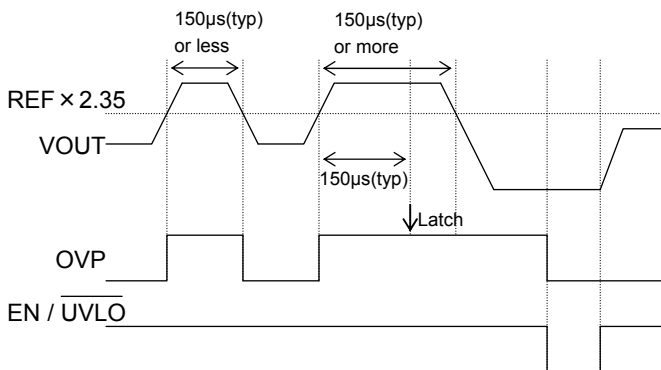 150µs(typ)
or less
150µs(typ)
or more
REF × 2.35
VOUT
150µs(typ)
Latch
OVP
EN / UVLO